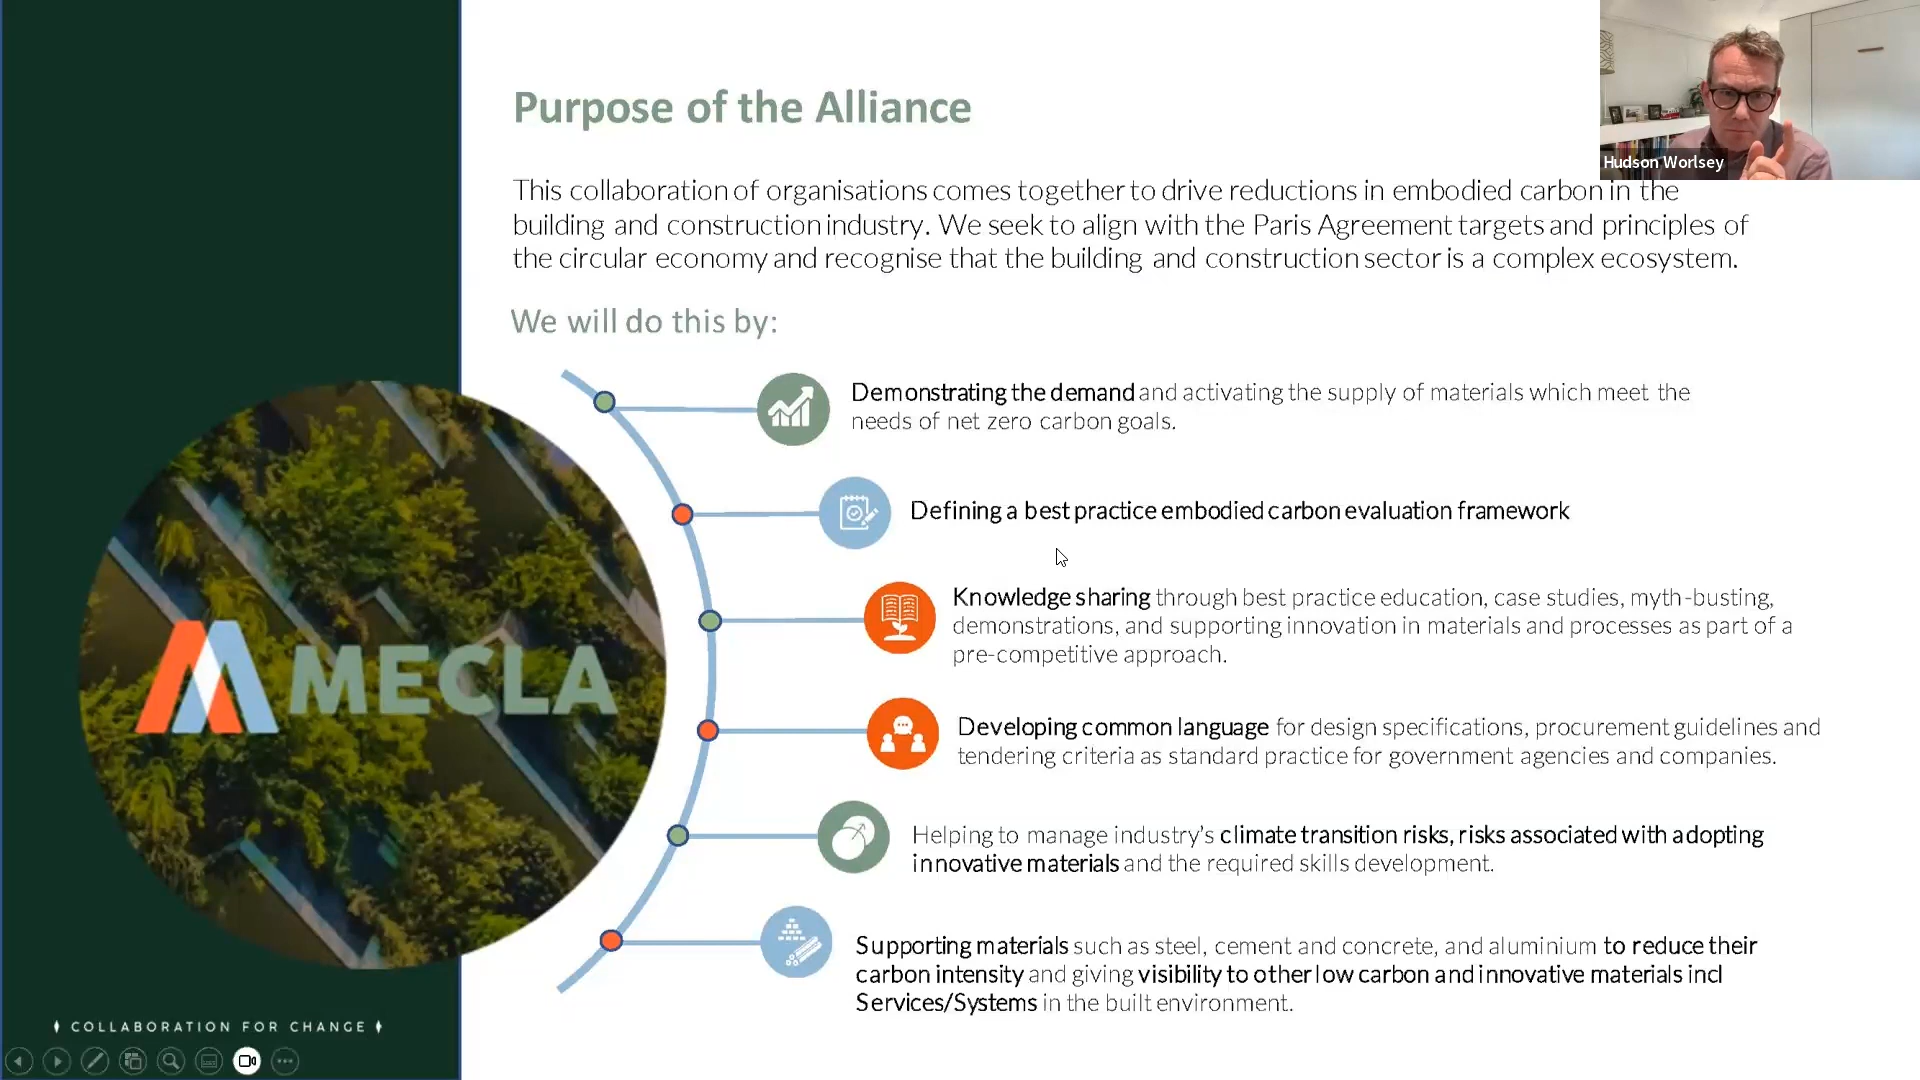 Purpose of the Alliance
Hudson Worlsey
This collaboration of organisations comes together to drive reductions in embodied carbon in the
building and construction industry. We seek to align with the Paris Agreement targets and principles of
the circular economy and recognise that the building and construction sector is a complex ecosystem.
We will do this by:
Demonstrating the demand and activating the supply of materials which meet the
needs of net zero carbon goals.
Defining a best practice embodied carbon evaluation framework
Knowledge sharing through best practice education, case studies, myth-busting,
demonstrations, and supporting innovation in materials and processes as part of a
pre-competitive approach.
MECLA
Developing common language for design specifications, procurement guidelines and
tendering criteria as standard practice for government agencies and companies.
Helping to manage industry's climate transition risks, risks associated with adopting
innovative materials and the required skills development.
Supporting materials such as steel, cement and concrete, and aluminium to reduce their
carbon intensity and giving visibility to other low carbon and innovative materials incl
Services/Systems in the built environment.
COLLABORATION FOR CHANGE